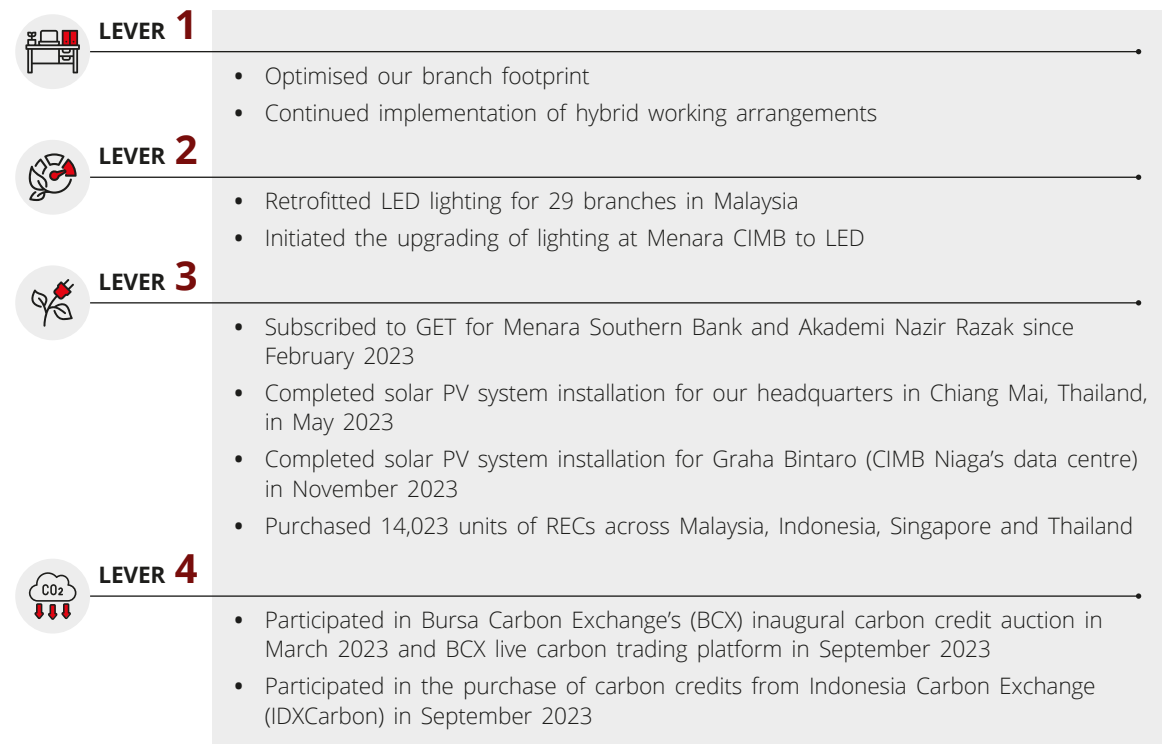 LEVER 1
• Optimised our branch footprint
• Continued implementation of hybrid working arrangements
LEVER 2
• Retrofitted LED lighting for 29 branches in Malaysia
• Initiated the upgrading of lighting at Menara CIMB to LED
LEVER 3
• Subscribed to GET for Menara Southern Bank and Akademi Nazir Razak since
February 2023
• Completed solar PV system installation for our headquarters in Chiang Mai, Thailand,
in May 2023
• Completed solar PV system installation for Graha Bintaro (CIMB Niaga’s data centre)
in November 2023
• Purchased 14,023 units of RECs across Malaysia, Indonesia, Singapore and Thailand
CO₂
LEVER 4
• Participated in Bursa Carbon Exchange’s (BCX) inaugural carbon credit auction in
March 2023 and BCX live carbon trading platform in September 2023
• Participated in the purchase of carbon credits from Indonesia Carbon Exchange
(IDXCarbon) in September 2023